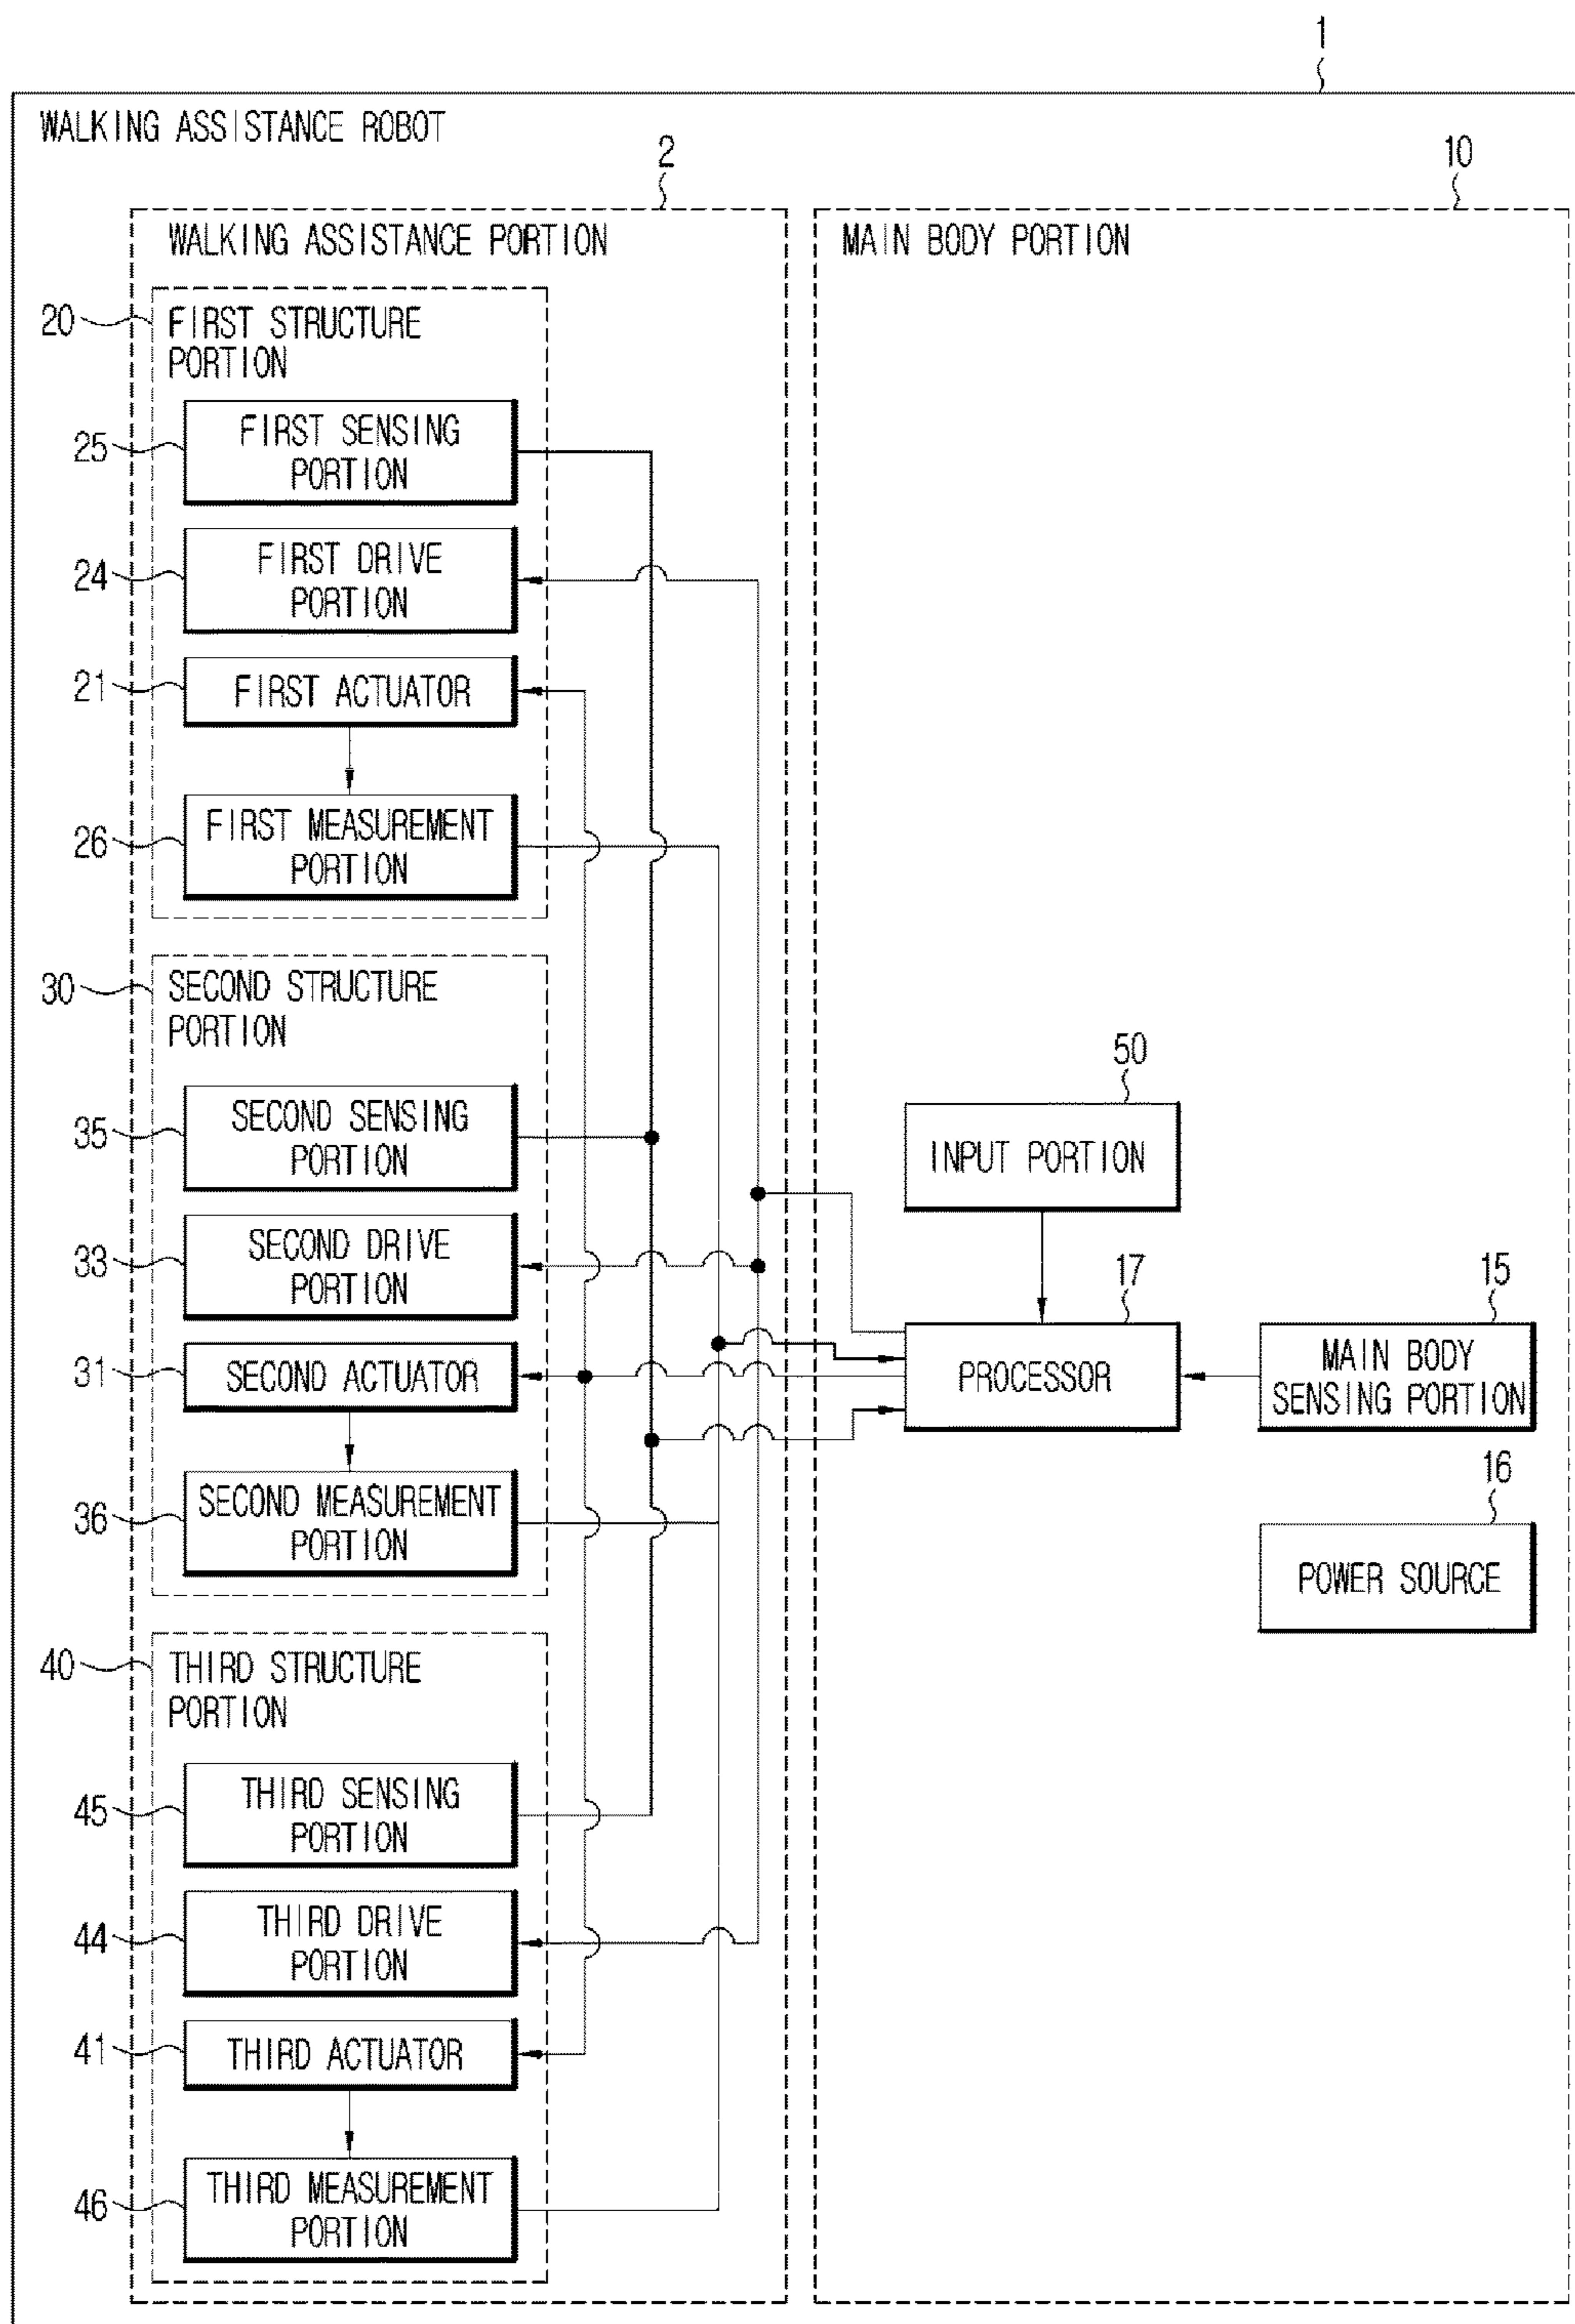 1
WALKING ASSISTANCE ROBOT
2
10
WALKING ASSISTANCE PORTION
MAIN BODY PORTION
20
FIRST STRUCTURE
PORTION
25
FIRST SENSING
PORTION
24
FIRST DRIVE
PORTION
21
FIRST ACTUATOR
26
FIRST MEASUREMENT
PORTION
30
SECOND STRUCTURE
PORTION
35
SECOND SENSING
PORTION
33
SECOND DRIVE
PORTION
31
SECOND ACTUATOR
36
SECOND MEASUREMENT
PORTION
40
THIRD STRUCTURE
PORTION
45
THIRD SENSING
PORTION
44
THIRD DRIVE
PORTION
41
THIRD ACTUATOR
46
THIRD MEASUREMENT
PORTION
50
INPUT PORTION
17
PROCESSOR
15
MAIN BODY
SENSING PORTION
16
POWER SOURCE